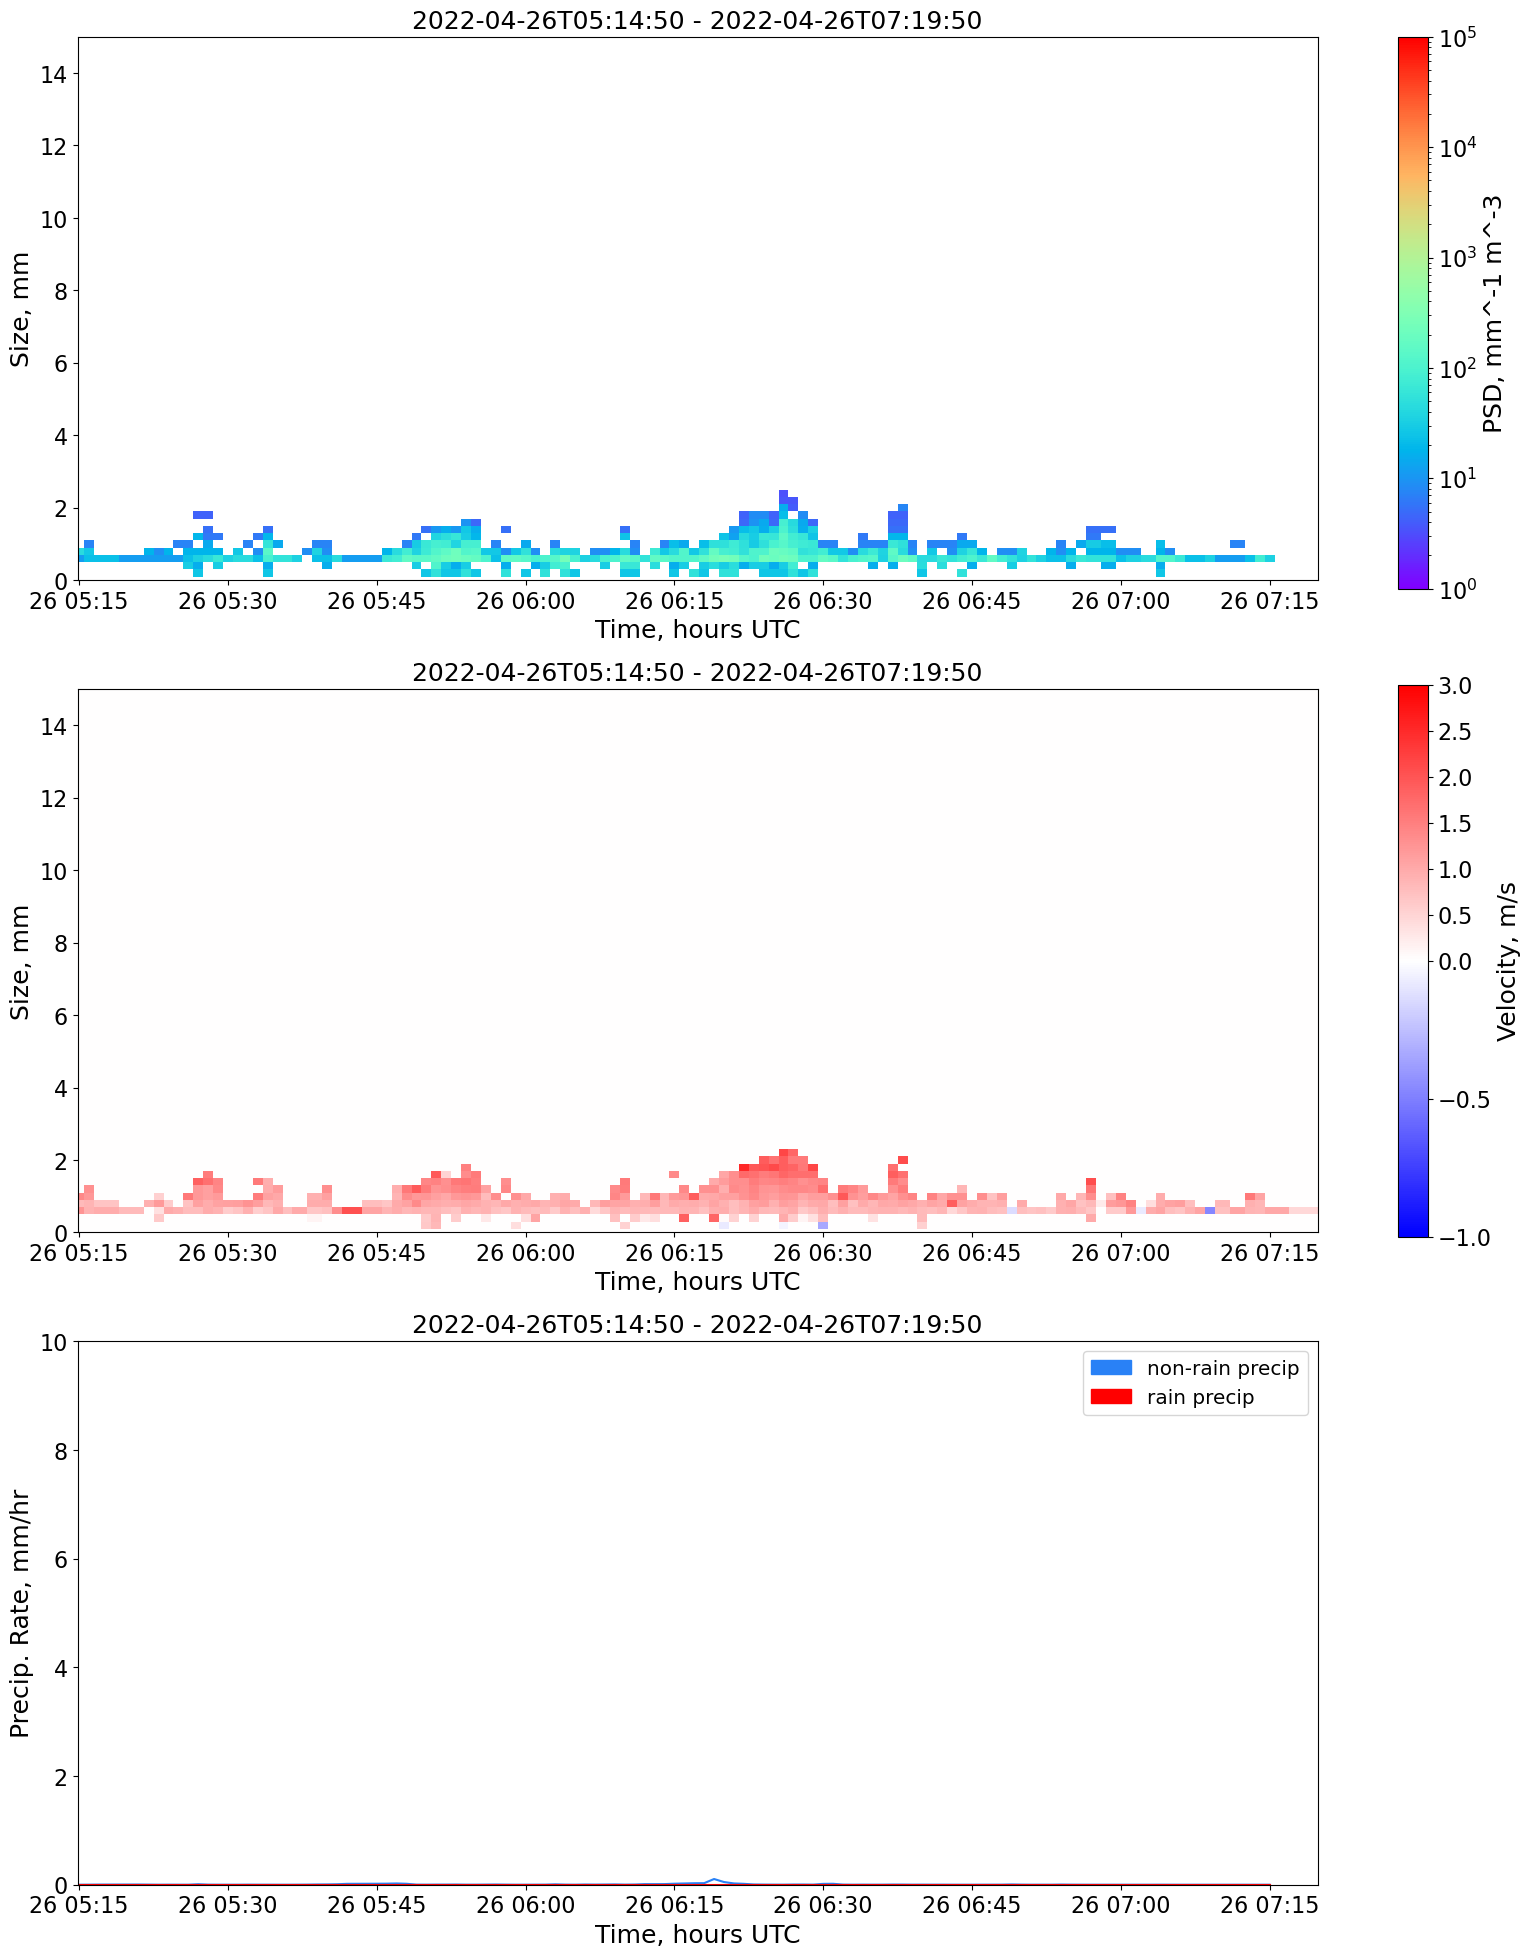 2022-04-26T05:14:50 - 2022-04-26T07:19:50
14
12
10
8
6
4
2
0
Size, mm
26 05:15 26 05:30 26 05:45 26 06:00 26 06:15 26 06:30 26 06:45 26 07:00 26 07:15
Time, hours UTC
10^5
10^4
10^3
10^2
10^1
10^0
PSD, mm^-1 m^-3
2022-04-26T05:14:50 - 2022-04-26T07:19:50
14
12
10
8
6
4
2
0
Size, mm
26 05:15 26 05:30 26 05:45 26 06:00 26 06:15 26 06:30 26 06:45 26 07:00 26 07:15
Time, hours UTC
3.0
2.5
2.0
1.5
1.0
0.5
0.0
−0.5
−1.0
Velocity, m/s
2022-04-26T05:14:50 - 2022-04-26T07:19:50
10
8
6
4
2
0
Precip. Rate, mm/hr
non-rain precip
rain precip
26 05:15 26 05:30 26 05:45 26 06:00 26 06:15 26 06:30 26 06:45 26 07:00 26 07:15
Time, hours UTC